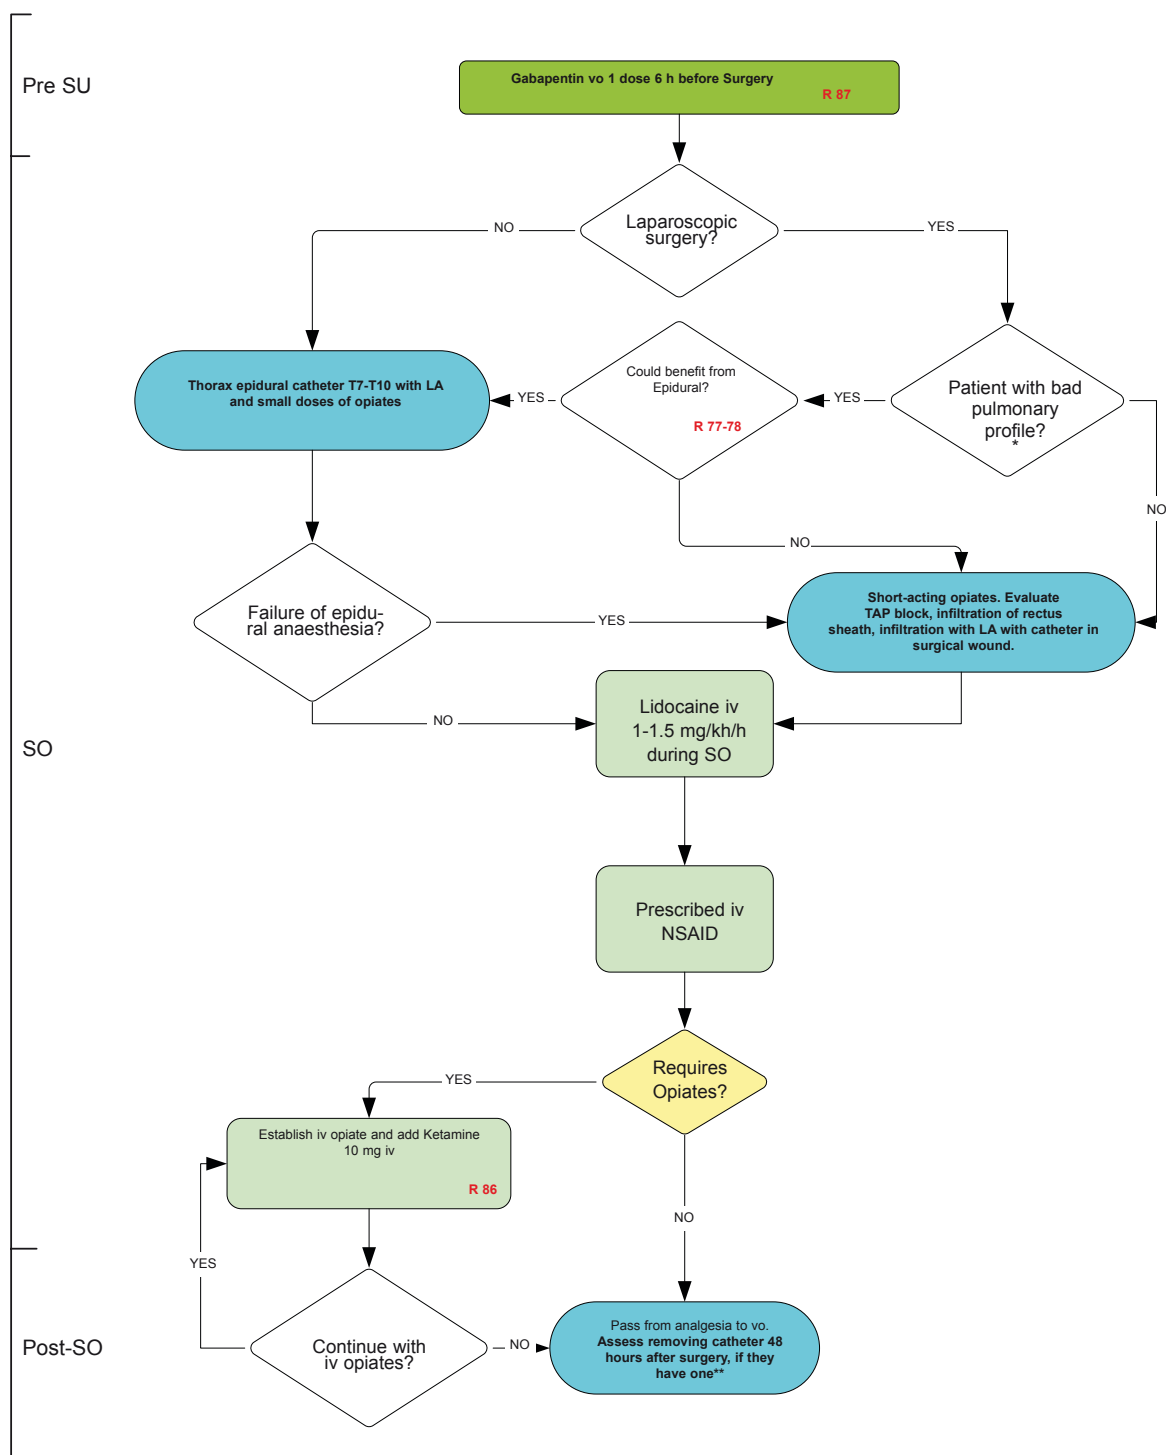 Pre SU
Gabapentin vo 1 dose 6 h before Surgery
R 87
Laparoscopic
surgery?
NO
YES
Thorax epidural catheter T7-T10 with LA
and small doses of opiates
YES
Could benefit from
Epidural?
R 77-78
YES
Patient with bad
pulmonary
profile?
*
NO
NO
Failure of epidu-
ral anaesthesia?
YES
Short-acting opiates. Evaluate
TAP block, infiltration of rectus
sheath, infiltration with LA with catheter in
surgical wound.
NO
Lidocaine iv
1-1.5 mg/kh/h
during SO
SO
Prescribed iv
NSAID
Requires
Opiates?
YES
Establish iv opiate and add Ketamine
10 mg iv
R 86
NO
YES
Post-SO
Continue with
iv opiates?
NO
Pass from analgesia to vo.
Assess removing catheter 48
hours after surgery, if they
have one**